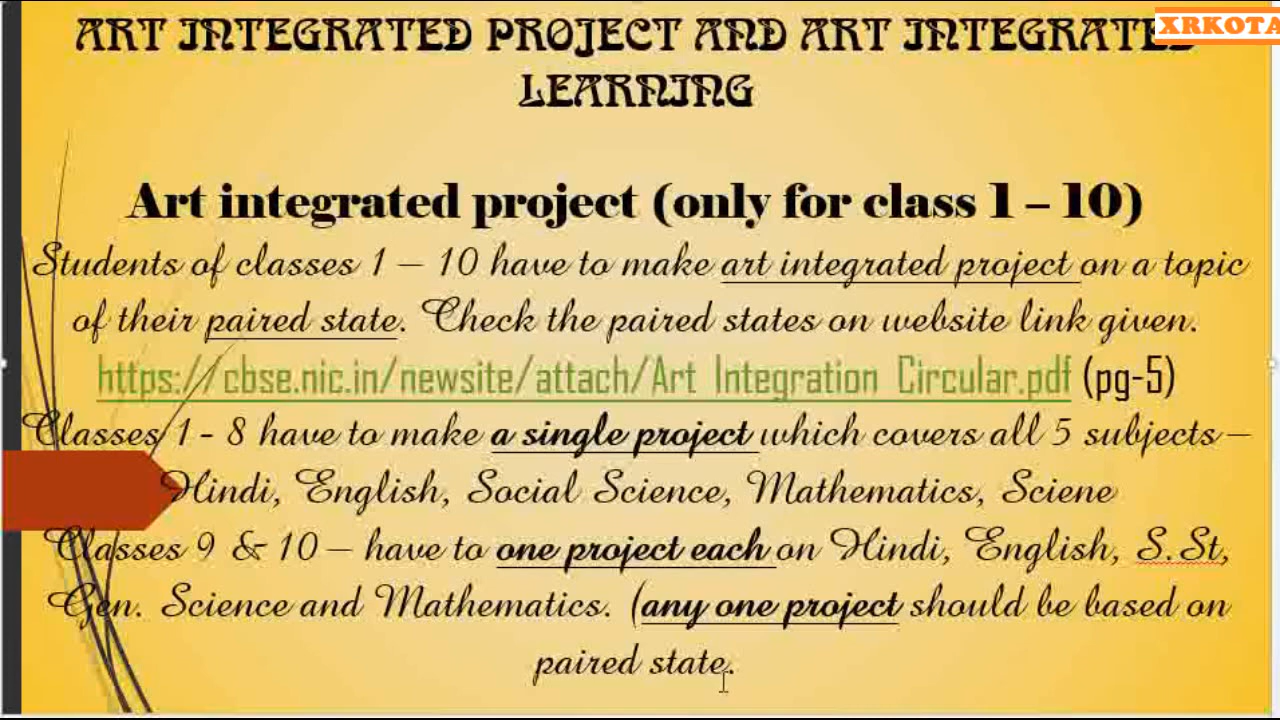 ART INTEGRATED PROJECT AND ART INTEGRATED
XRKOTA
LEARNING
Art integrated project (only for class 1 – 10)
Students of classes 1 – 10 have to make art integrated project on a topic
of their paired state. Check the paired states on website link given.
https://cbse.nic.in/newsite/attach/Art_Integration_Circular.pdf (pg-5)
Classes 1 - 8 have to make a single project which covers all 5 subjects –
Hindi, English, Social Science, Mathematics, Sciene
Classes 9 & 10 – have to one project each on Hindi, English, S.St,
Gen. Science and Mathematics. (any one project should be based on
paired state.